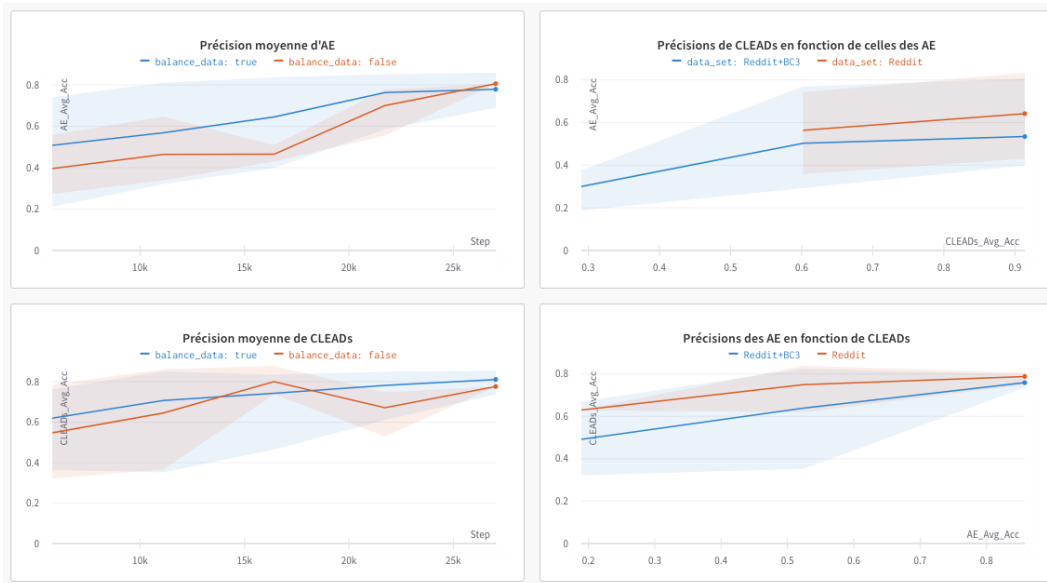 Précision moyenne d'AE
balance_data: true balance_data: false
AE_Avg_Acc
0.8
0.6
0.4
0.2
0
Step
10k 15k 20k 25k
Précisions de CLEADs en fonction de celles des AE
data_set: Reddit+BC3 data_set: Reddit
AE_Avg_Acc
0.8
0.6
0.4
0.2
0
CLEADs_Avg_Acc
0.3 0.4 0.5 0.6 0.7 0.8 0.9
Précision moyenne de CLEADs
balance_data: true balance_data: false
CLEADs_Avg_Acc
0.8
0.6
0.4
0.2
0
Step
10k 15k 20k 25k
Précisions des AE en fonction de CLEADs
Reddit+BC3 Reddit
CLEADs_Avg_Acc
0.8
0.6
0.4
0.2
0
AE_Avg_Acc
0.2 0.3 0.4 0.5 0.6 0.7 0.8